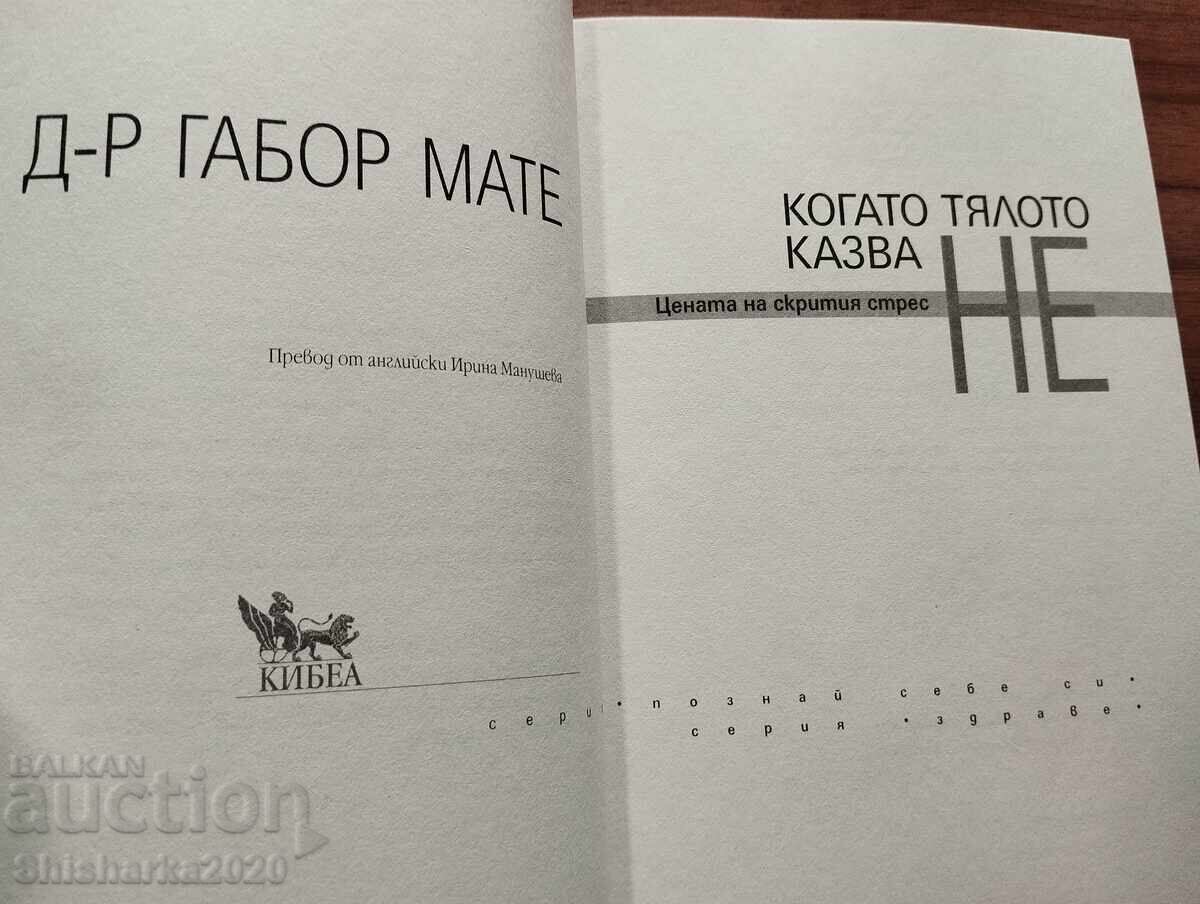 Д-Р ГАБОР МАТЕ
Превод от английски Ирина Манушева
КИБЕА
КОГАТО ТЯЛОТО
КАЗВА НЕ
Цената на скрития стрес
сери • познай себе си •
серия • здраве •
BALKAN
auction
Shisharka2020